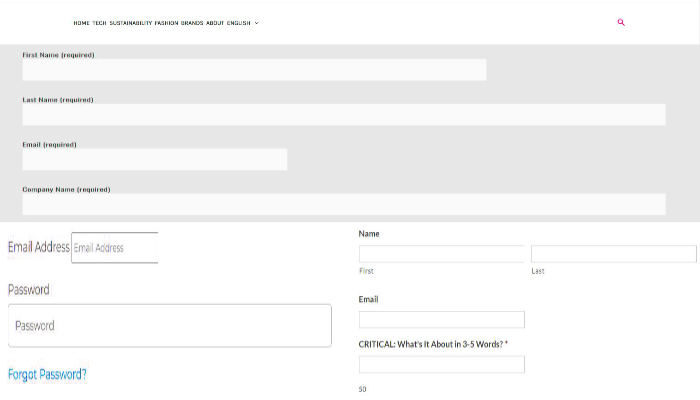 HOME TECH SUSTAINABILITY FASHION BRANDS ABOUT ENGLISH
First Name (required)
Last Name (required)
Email (required)
Company Name (required)
Email Address Email Address
Password
Password
Forgot Password?
Name
First Last
Email
CRITICAL: What's It About in 3-5 Words? *
50